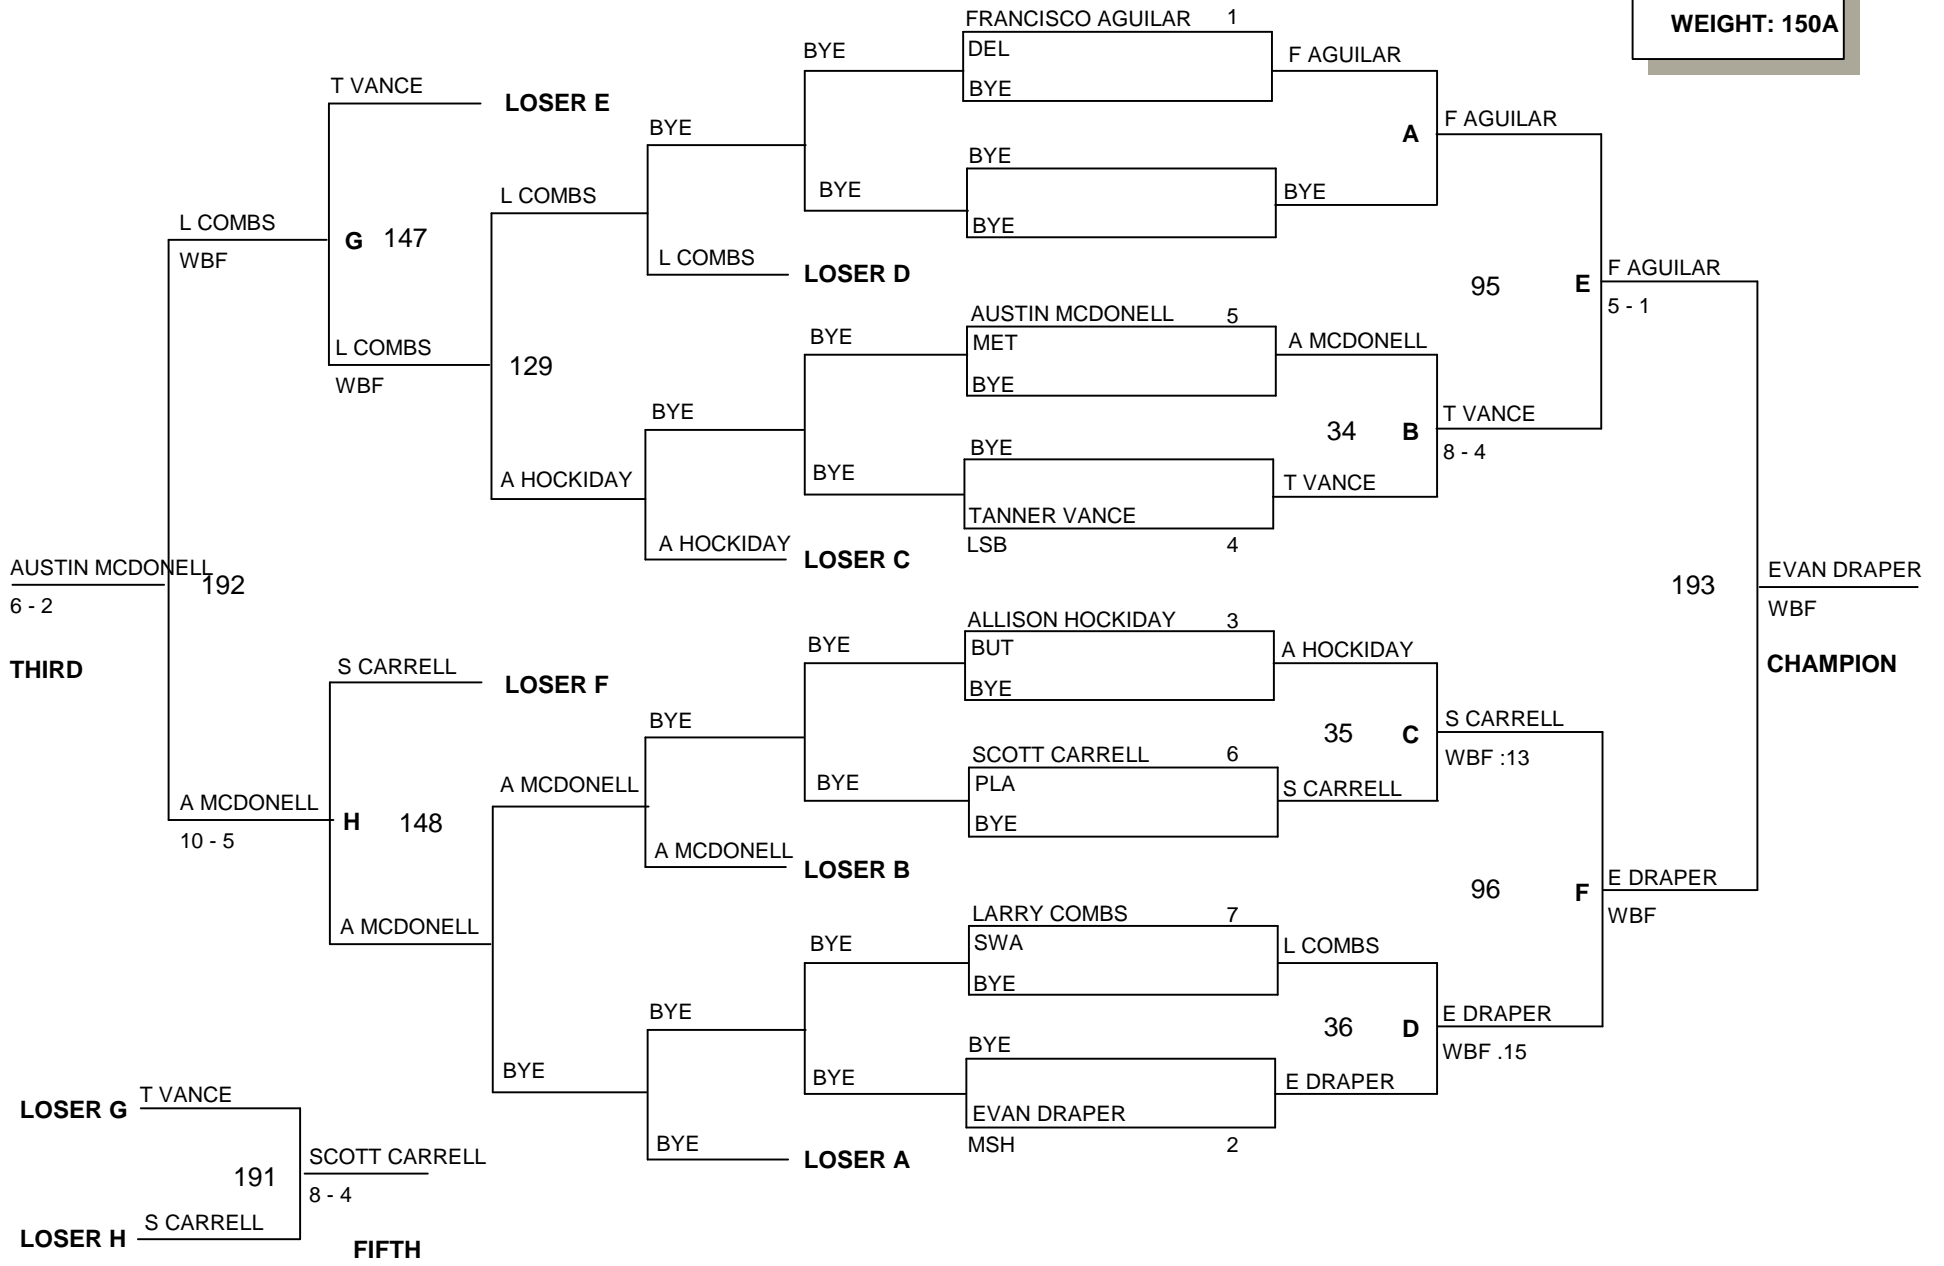 WEIGHT: 150A
FRANCISCO AGUILAR 1
DEL
BYE
BYE
BYE
AUSTIN MCDONELL 5
MET
BYE
BYE
TANNER VANCE
LSB 4
ALLISON HOCKIDAY 3
BUT
BYE
SCOTT CARRELL 6
PLA
BYE
LARRY COMBS 7
SWA
BYE
BYE
EVAN DRAPER
MSH 2
F AGUILAR
BYE
A MCDONELL
T VANCE
A HOCKIDAY
S CARRELL
L COMBS
E DRAPER
A
F AGUILAR
34 B
T VANCE
8 - 4
35 C
S CARRELL
WBF :13
36 D
E DRAPER
WBF .15
95 E
F AGUILAR
5 - 1
96 F
E DRAPER
WBF
193
EVAN DRAPER
WBF
CHAMPION
BYE
BYE
BYE
BYE
BYE
BYE
BYE
BYE
BYE
L COMBS
LOSER D
BYE
A HOCKIDAY
LOSER C
BYE
A MCDONELL
LOSER B
BYE
BYE
LOSER A
L COMBS
129
A HOCKIDAY
A MCDONELL
BYE
T VANCE
LOSER E
G 147
L COMBS
WBF
S CARRELL
LOSER F
H 148
A MCDONELL
L COMBS
WBF
192
A MCDONELL
10 - 5
AUSTIN MCDONELL
6 - 2
THIRD
LOSER G
T VANCE
191
LOSER H
S CARRELL
SCOTT CARRELL
8 - 4
FIFTH